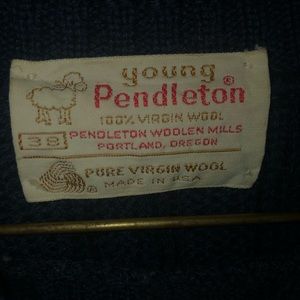 young
Pendleton®
100% VIRGIN WOOL
38 PENDLETON WOOLEN MILLS
PORTLAND, OREGON
PURE VIRGIN WOOL
® MADE IN USA